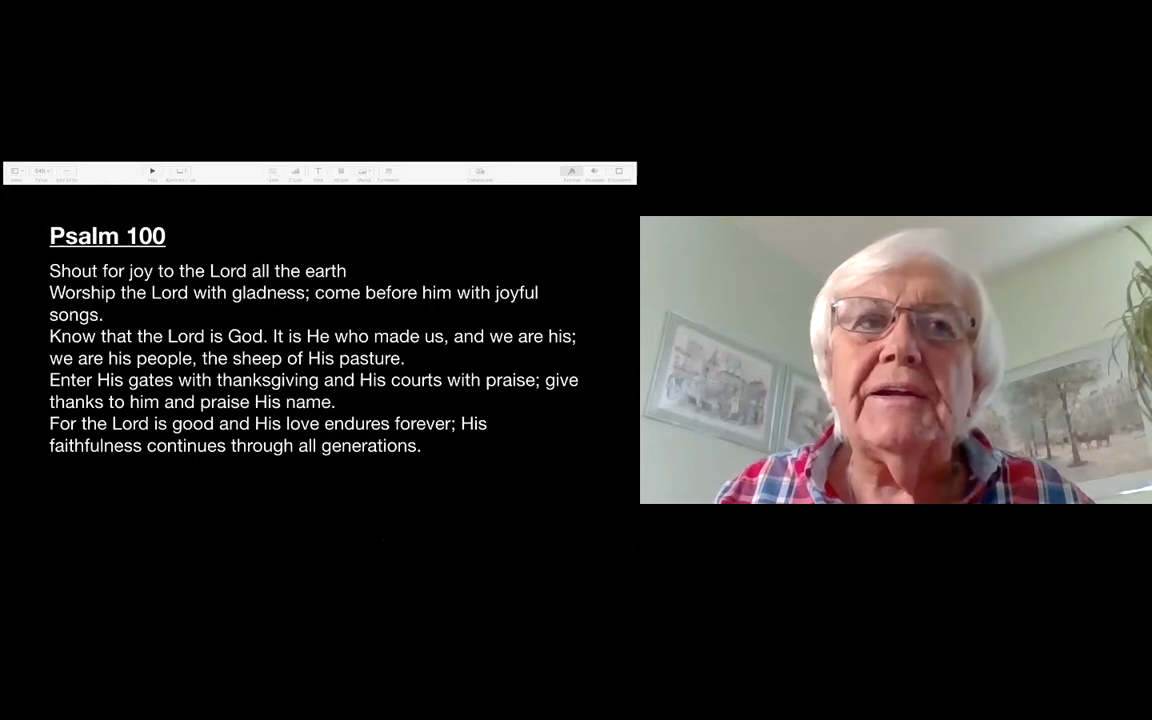 54%
Psalm 100
Shout for joy to the Lord all the earth
Worship the Lord with gladness; come before him with joyful
songs.
Know that the Lord is God. It is He who made us, and we are his;
we are his people, the sheep of His pasture.
Enter His gates with thanksgiving and His courts with praise; give
thanks to him and praise His name.
For the Lord is good and His love endures forever; His
faithfulness continues through all generations.